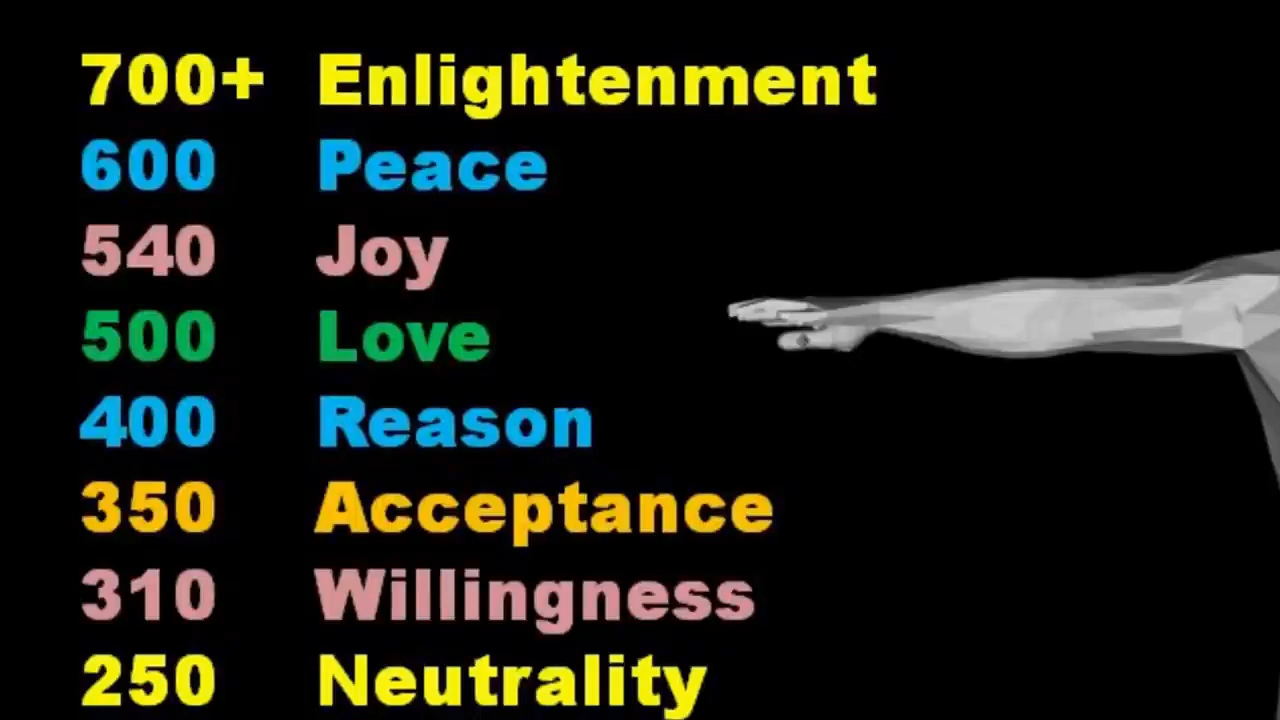 700+ Enlightenment
600 Peace
540 Joy
500 Love
400 Reason
350 Acceptance
310 Willingness
250 Neutrality